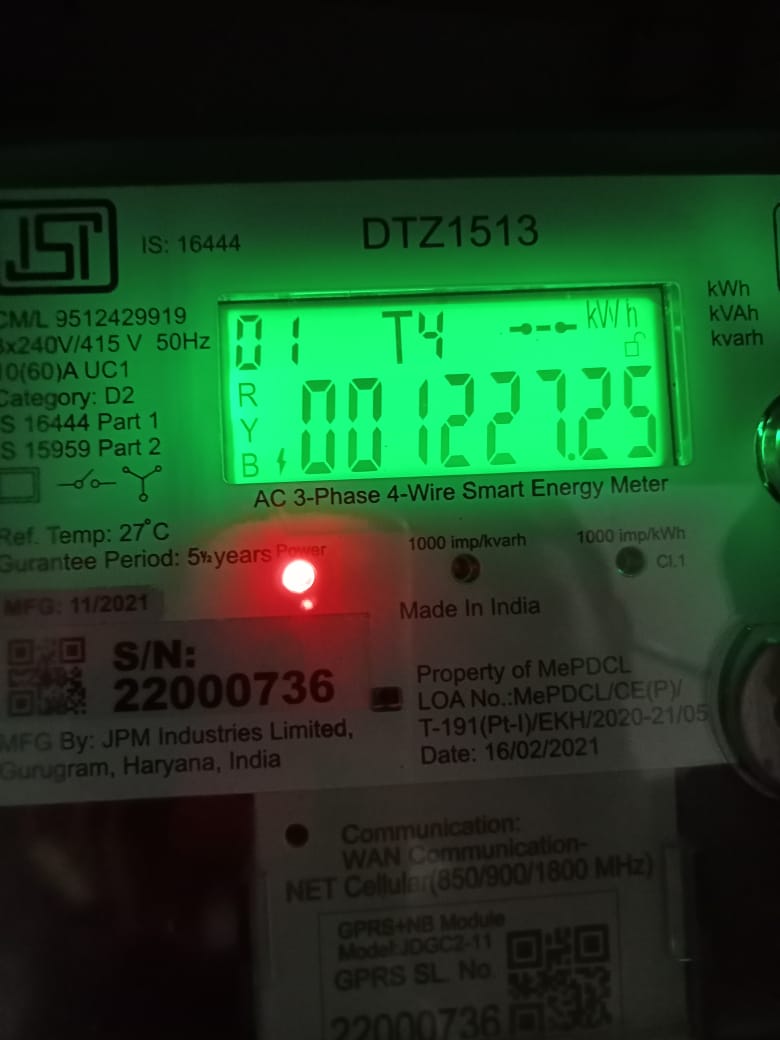 IS: 16444
DTZ1513
CM/L 9512429919
3x240V/415 V 50Hz
10(60)A UC1
Category: D2
IS 16444 Part 1
IS 15959 Part 2
kWh
kVAh
kvarh
01 T4 kWh
R
Y
B 001227.25
AC 3-Phase 4-Wire Smart Energy Meter
Ref. Temp: 27°C
Gurantee Period: 5½years
Power
1000 imp/kvarh
1000 imp/kWh
Cl.1
MFG: 11/2021
Made In India
S/N:
22000736
MFG By: JPM Industries Limited,
Gurugram, Haryana, India
Property of MePDCL
LOA No.:MePDCL/CE(P)/
T-191(Pt-I)/EKH/2020-21/05
Date: 16/02/2021
Communication:
WAN Communication-
NET Cellular(850/900/1800 MHz)
GPRS+NB Module
Model:JDGC2-11
GPRS SL. No.
22000736